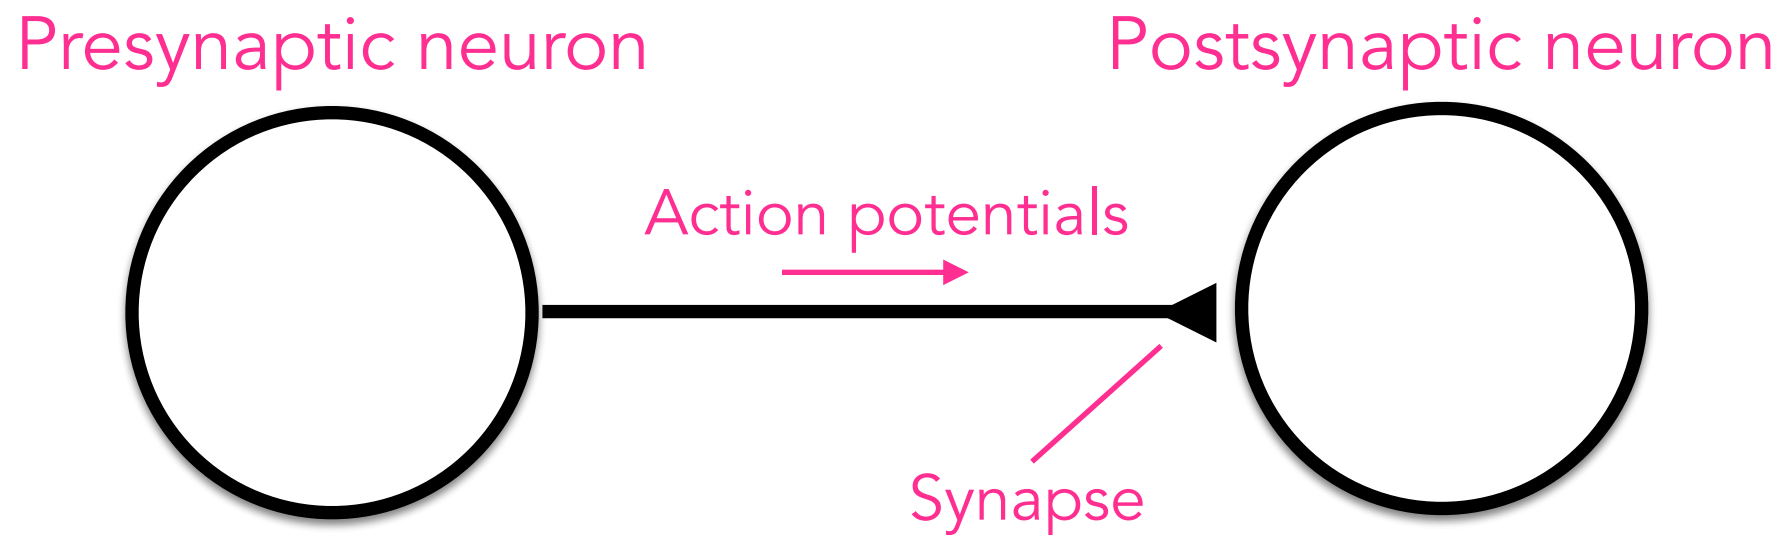 Presynaptic neuron
Postsynaptic neuron
Action potentials
Synapse